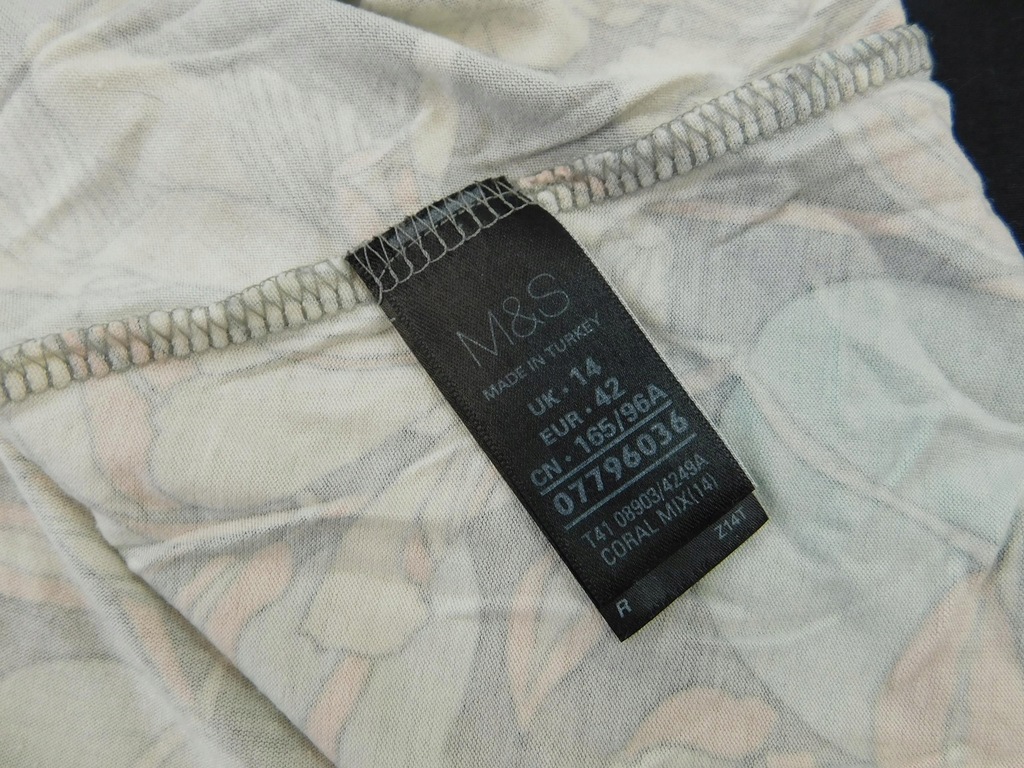 M&S
MADE IN TURKEY
UK · 14
EUR · 42
CN · 165/96A
07796036
T41 08903/4249A
CORAL MIX(14)
R Z14T